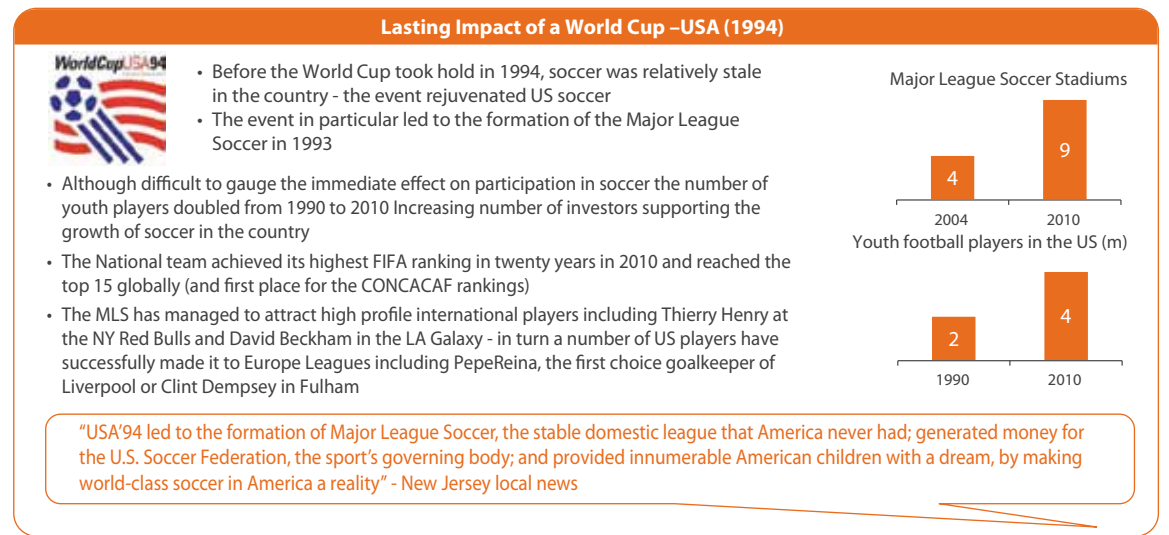 Lasting Impact of a World Cup –USA (1994)
WorldCupUSA94
• Before the World Cup took hold in 1994, soccer was relatively stale
in the country - the event rejuvenated US soccer
• The event in particular led to the formation of the Major League
Soccer in 1993
• Although difficult to gauge the immediate effect on participation in soccer the number of
youth players doubled from 1990 to 2010 Increasing number of investors supporting the
growth of soccer in the country
• The National team achieved its highest FIFA ranking in twenty years in 2010 and reached the
top 15 globally (and first place for the CONCACAF rankings)
• The MLS has managed to attract high profile international players including Thierry Henry at
the NY Red Bulls and David Beckham in the LA Galaxy - in turn a number of US players have
successfully made it to Europe Leagues including PepeReina, the first choice goalkeeper of
Liverpool or Clint Dempsey in Fulham
Major League Soccer Stadiums
4
9
2004
2010
Youth football players in the US (m)
2
4
1990
2010
“USA’94 led to the formation of Major League Soccer, the stable domestic league that America never had; generated money for
the U.S. Soccer Federation, the sport’s governing body; and provided innumerable American children with a dream, by making
world-class soccer in America a reality” - New Jersey local news